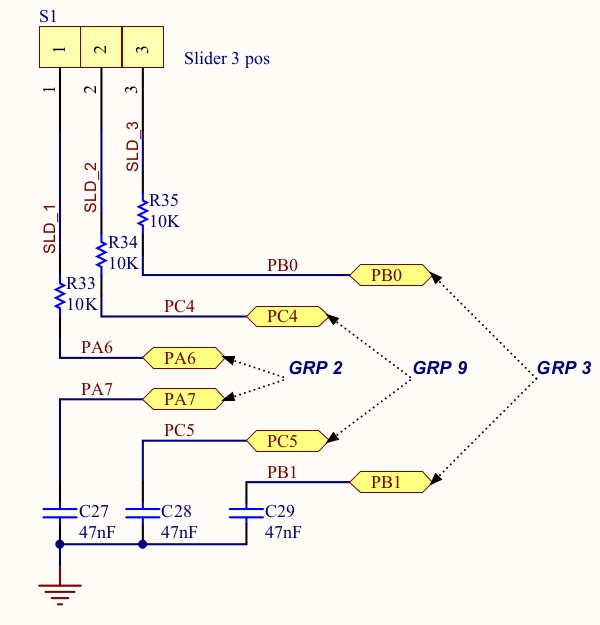 S1
1 2 3
Slider 3 pos
1 2 3
SLD_1
SLD_2
SLD_3
R35
10K
R34
10K
R33
10K
PB0 PB0
PC4 PC4
PA6 PA6
GRP 2 GRP 9 GRP 3
PA7 PA7
PC5 PC5
PB1 PB1
C27 C28 C29
47nF 47nF 47nF